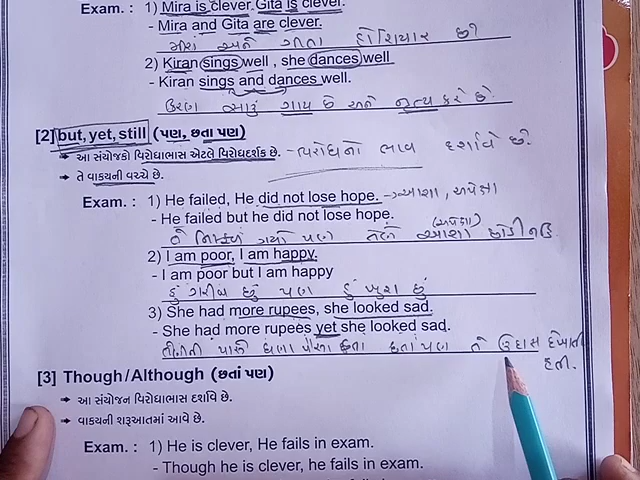 Exam. : 1) Mira is clever. Gita is clever.
- Mira and Gita are clever.
મીરા અને ગીતા હોશિયાર છે
2) Kiran sings well , she dances well
- Kiran sings and dances well.
કિરણ સારું ગાય છે અને નૃત્ય કરે છે
[2] but, yet, still (પણ, છતા પણ)
→ આ સંયોજકો વિરોધાભાસ એટલે વિરોધદર્શક છે. - વિરોધનો ભાવ દર્શાવે છે
→ તે વાકયની વચ્ચે છે.
Exam. : 1) He failed, He did not lose hope. → આશા, અપેક્ષા
- He failed but he did not lose hope.
(અપેક્ષા)
તે નિષ્ફળ ગયો પણ તેણે આશા છોડી નહિ
2) I am poor, I am happy.
- I am poor but I am happy
હું ગરીબ છું પણ હું ખુશ છું
3) She had more rupees, she looked sad.
- She had more rupees yet she looked sad.
તેણીની પાસે ઘણા પૈસા હતા છતાં પણ તે ઉદાસ દેખાતી હતી.
[3] Though/Although (છતાં પણ)
→ આ સંયોજન વિરોધાભાસ દર્શાવે છે.
→ વાકયની શરૂઆતમાં આવે છે.
Exam. : 1) He is clever, He fails in exam.
- Though he is clever, he fails in exam.